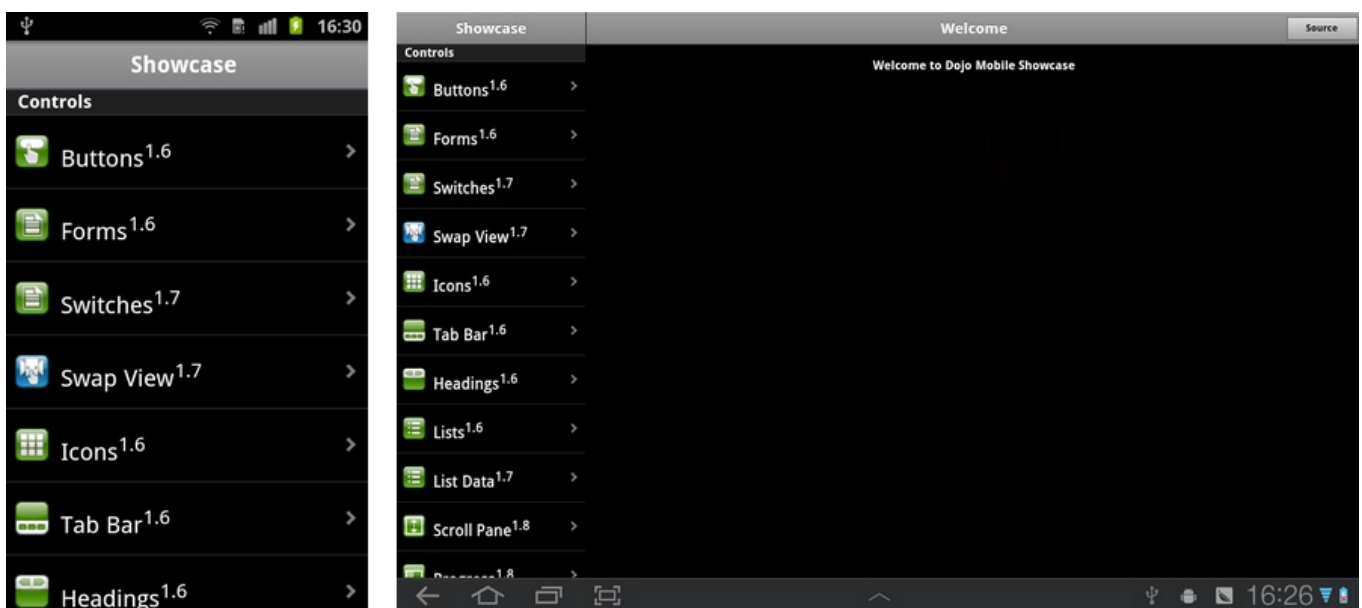 16:30
Showcase
Controls
Buttons1.6
Forms1.6
Switches1.7
Swap View1.7
Icons1.6
Tab Bar1.6
Headings1.6
Showcase
Welcome
Source
Controls
Welcome to Dojo Mobile Showcase
Buttons1.6
Forms1.6
Switches1.7
Swap View1.7
Icons1.6
Tab Bar1.6
Headings1.6
Lists1.6
List Data1.7
Scroll Pane1.8
Progress1.8
16:26